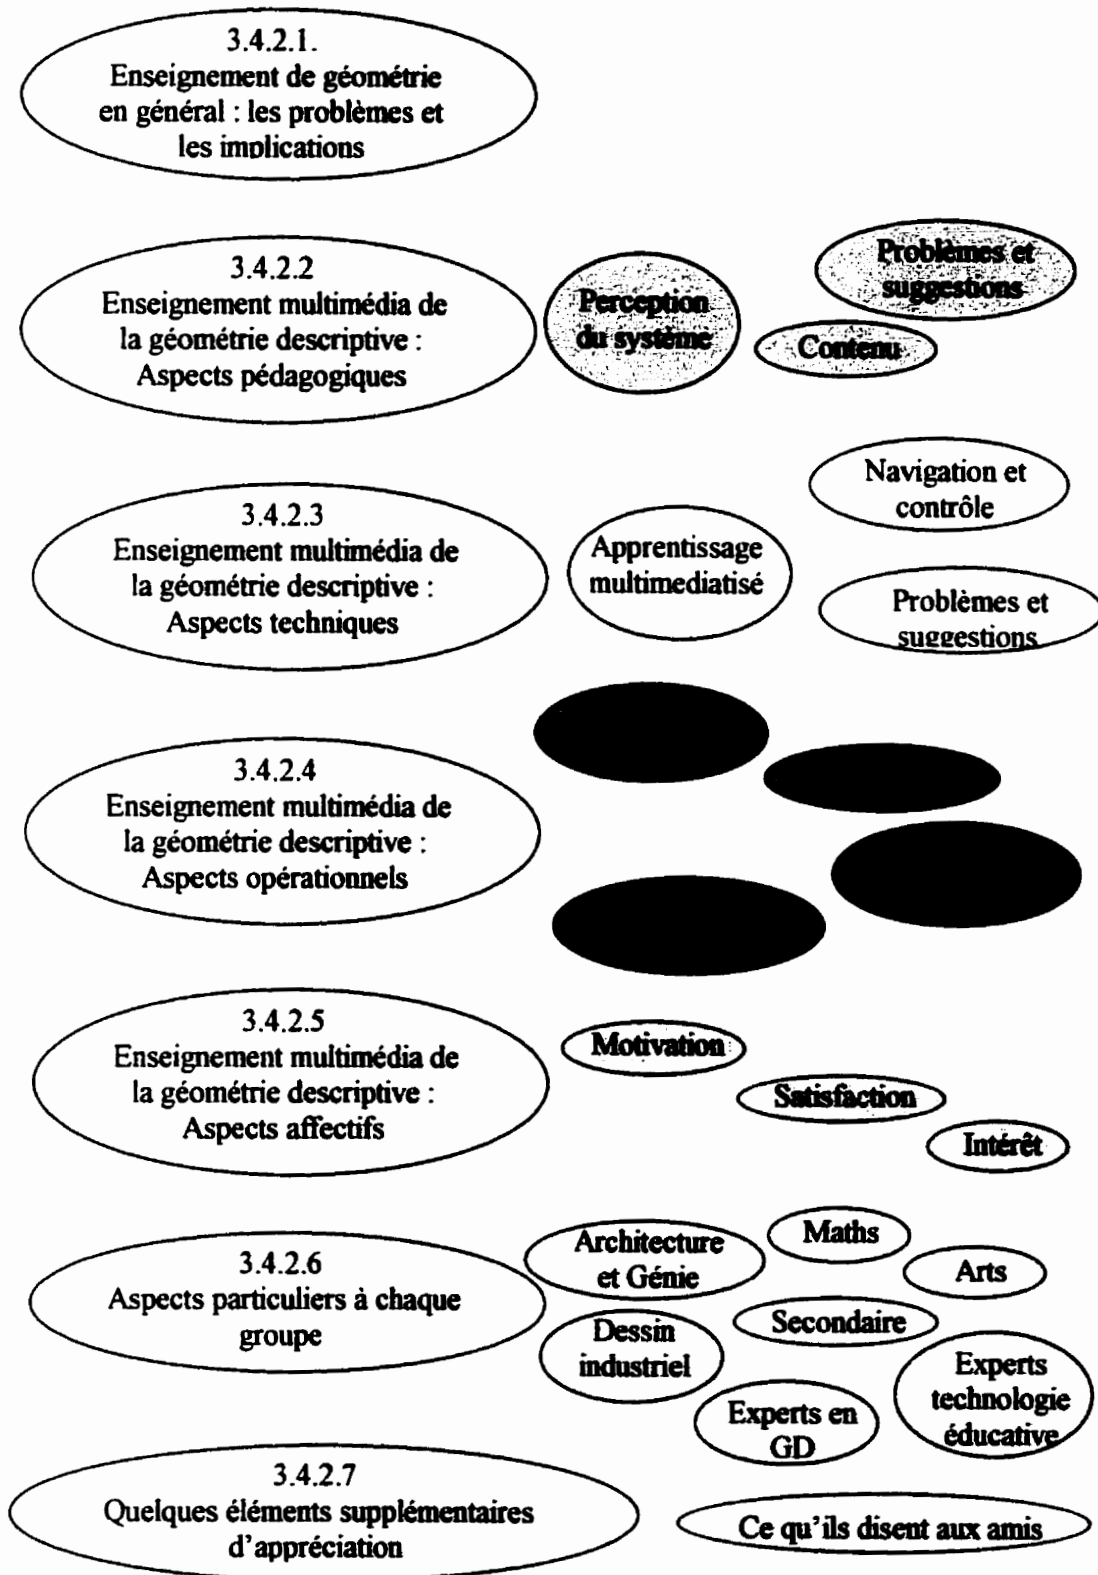 3.4.2.1.
Enseignement de géométrie
en général : les problèmes et
les implications
3.4.2.2
Enseignement multimédia de
la géométrie descriptive :
Aspects pédagogiques
Perception
du système
Problèmes et
suggestions
Contenu
3.4.2.3
Enseignement multimédia de
la géométrie descriptive :
Aspects techniques
Apprentissage
multimediatisé
Navigation et
contrôle
Problèmes et
suggestions
3.4.2.4
Enseignement multimédia de
la géométrie descriptive :
Aspects opérationnels
3.4.2.5
Enseignement multimédia de
la géométrie descriptive :
Aspects affectifs
Motivation
Satisfaction
Intérêt
3.4.2.6
Aspects particuliers à chaque
groupe
Architecture
et Génie
Maths
Arts
Dessin
industriel
Secondaire
Experts en
GD
Experts
technologie
éducative
3.4.2.7
Quelques éléments supplémentaires
d'appréciation
Ce qu'ils disent aux amis